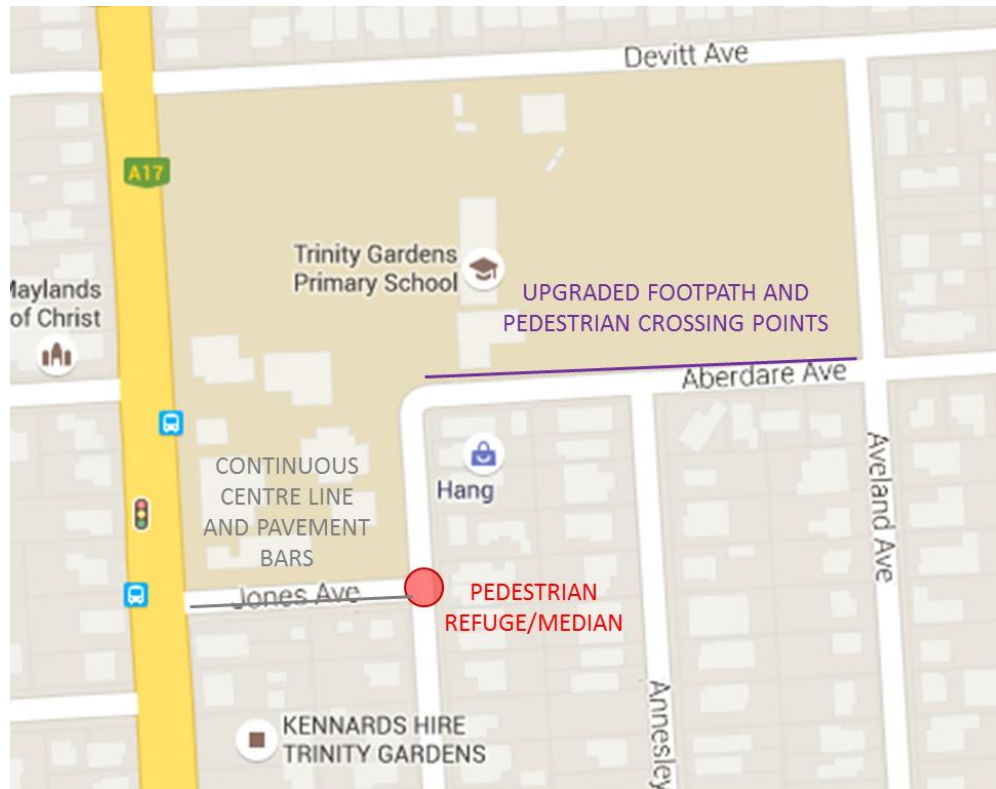 Devitt Ave
A17
Trinity Gardens
Primary School
Maylands
of Christ
UPGRADED FOOTPATH AND
PEDESTRIAN CROSSING POINTS
Aberdare Ave
Hang
Aveland Ave
CONTINUOUS
CENTRE LINE
AND PAVEMENT
BARS
Jones Ave
PEDESTRIAN
REFUGE/MEDIAN
Annesley
KENNARDS HIRE
TRINITY GARDENS